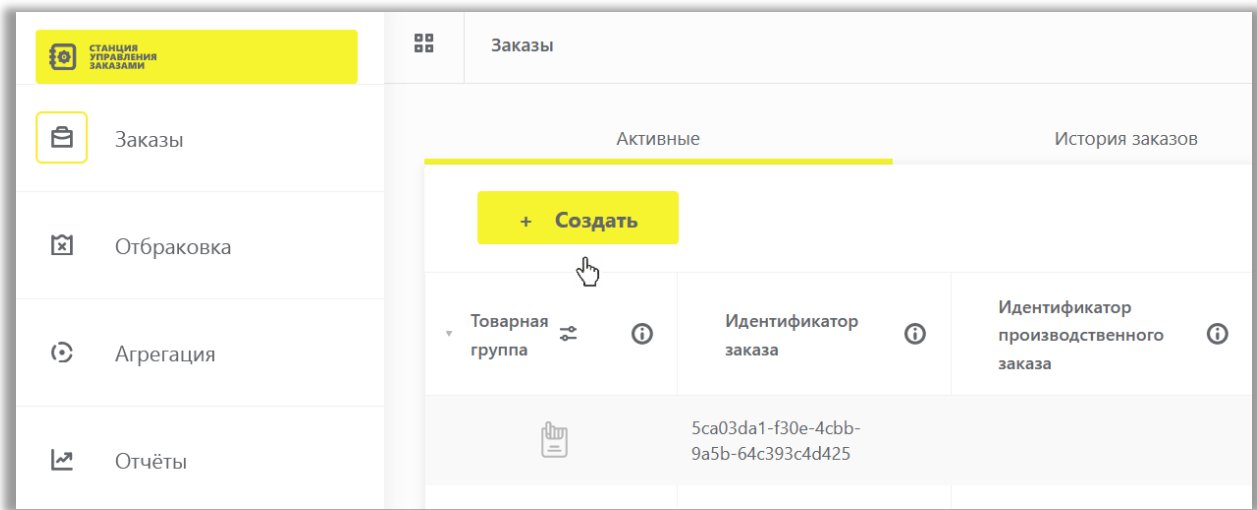 СТАНЦИЯ
УПРАВЛЕНИЯ
ЗАКАЗАМИ
Заказы
Заказы
Отбраковка
Агрегация
Отчёты
Активные
История заказов
+ Создать
Товарная
группа
Идентификатор
заказа
Идентификатор
производственного
заказа
5ca03da1-f30e-4cbb-
9a5b-64c393c4d425